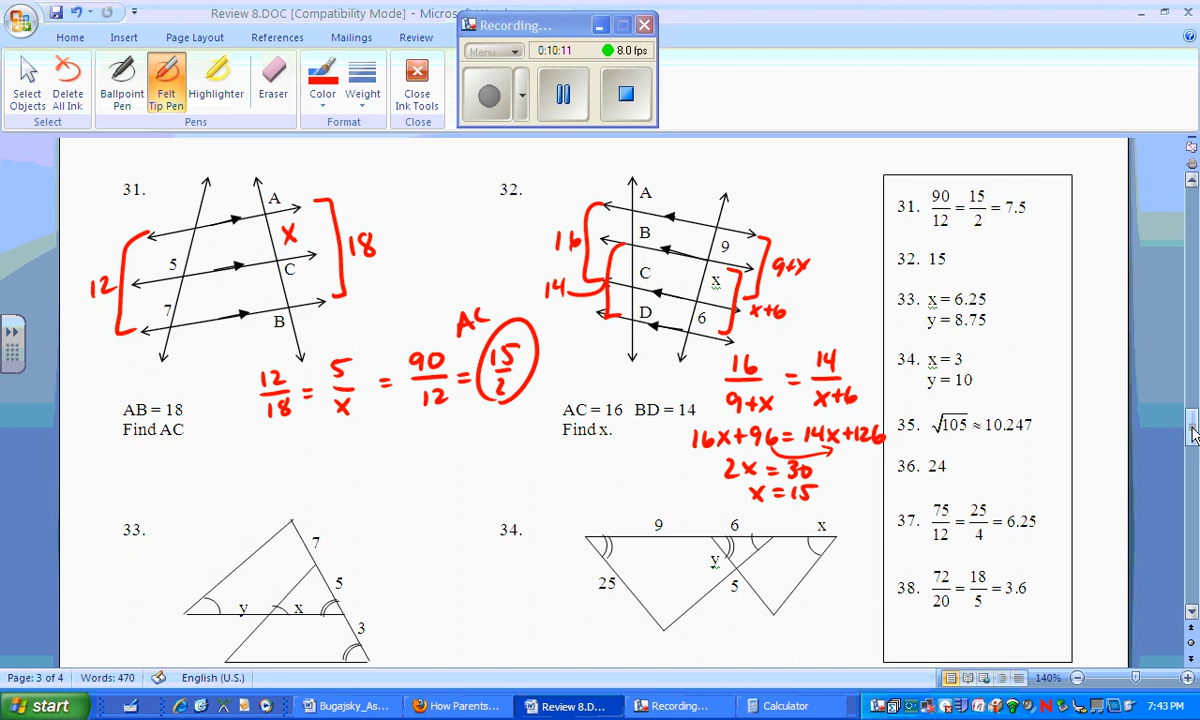 Review 8.DOC [Compatibility Mode] - Micros
Recording...
Home Insert Page Layout References Mailings Review
Menu 0:10:11 8.0 fps
Select Objects
Delete All Ink
Ballpoint Pen
Felt Tip Pen
Highlighter
Eraser
Color
Weight
Close Ink Tools
Select Pens Format Close
31.
A
X
18
12
5
C
7
B
AC
12/18 = 5/x = 90/12 = 15/2
AB = 18
Find AC
32.
A
16
B
9
9+x
14
C
x
x+6
D
6
16/9+x = 14/x+6
AC = 16 BD = 14
Find x.
16x+96 = 14x+126
2x = 30
x = 15
33.
7
5
y x
3
34.
9 6 x
y
25 5
31. 90/12 = 15/2 = 7.5
32. 15
33. x = 6.25
y = 8.75
34. x = 3
y = 10
35. √105 ≈ 10.247
36. 24
37. 75/12 = 25/4 = 6.25
38. 72/20 = 18/5 = 3.6
Page: 3 of 4 Words: 470 English (U.S.) 140%
start Bugajsky_As... How Parents... Review 8.D... Recording... Calculator 7:43 PM